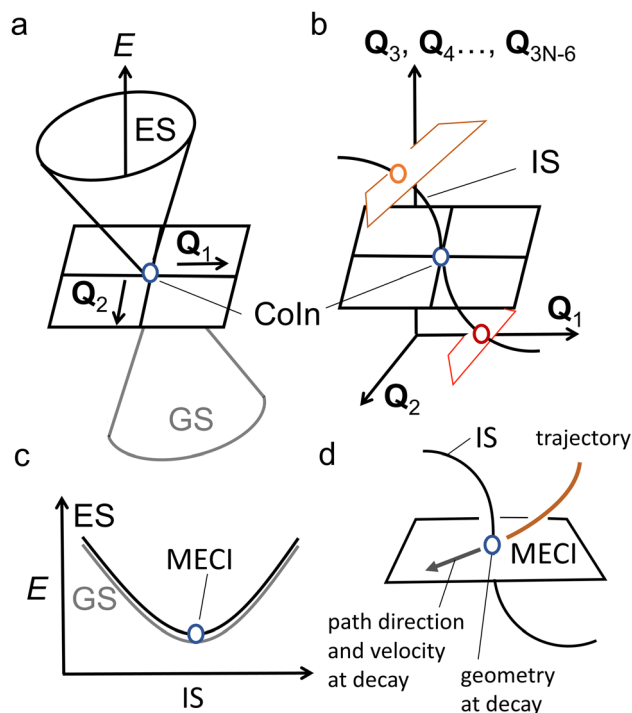 a
E
ES
Q1
Q2
CoIn
GS
b
Q3, Q4..., Q3N-6
IS
Q1
Q2
c
ES
MECI
E
GS
IS
d
IS
trajectory
MECI
path direction
and velocity
at decay
geometry
at decay